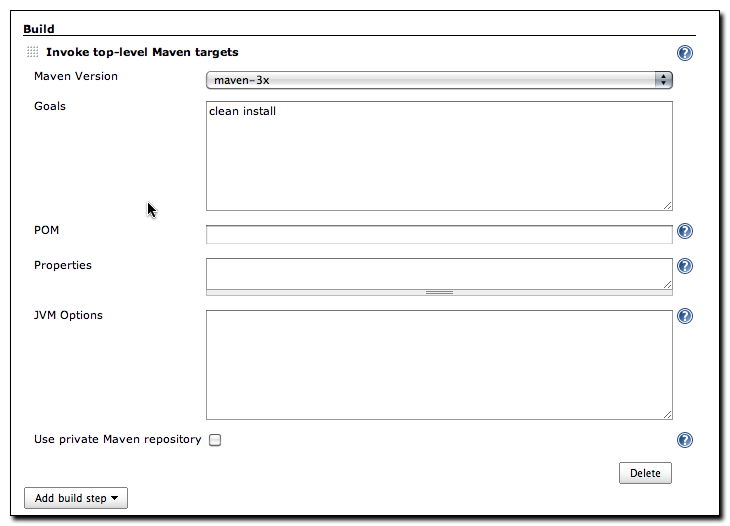 Build
Invoke top-level Maven targets
?
Maven Version
maven-3x
Goals
clean install
POM
?
Properties
?
JVM Options
?
Use private Maven repository
?
Delete
Add build step